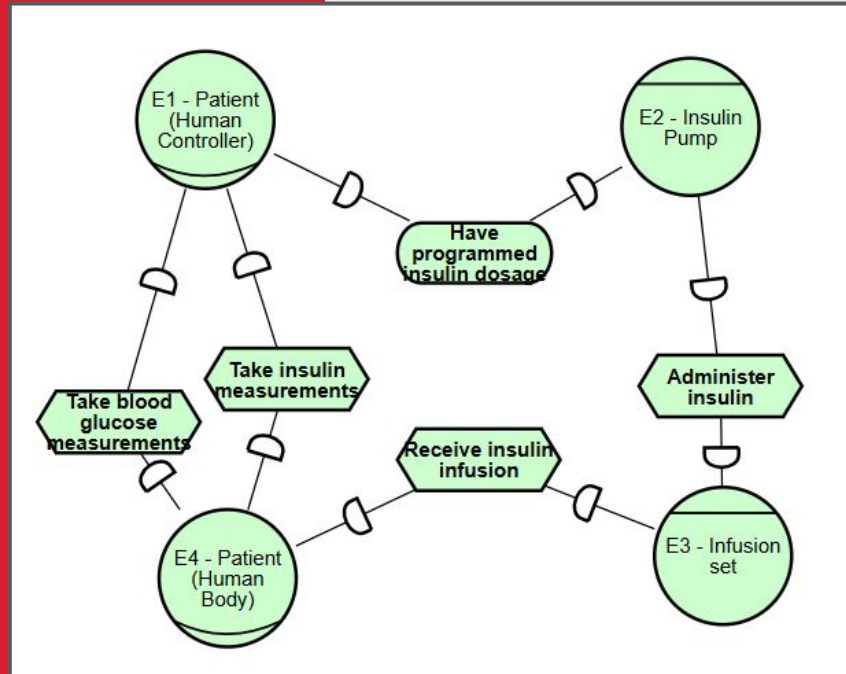 E1 - Patient
(Human
Controller)
E2 - Insulin
Pump
Have
programmed
insulin dosage
Take insulin
measurements
Take blood
glucose
measurements
Administer
insulin
Receive insulin
infusion
E4 - Patient
(Human
Body)
E3 - Infusion
set